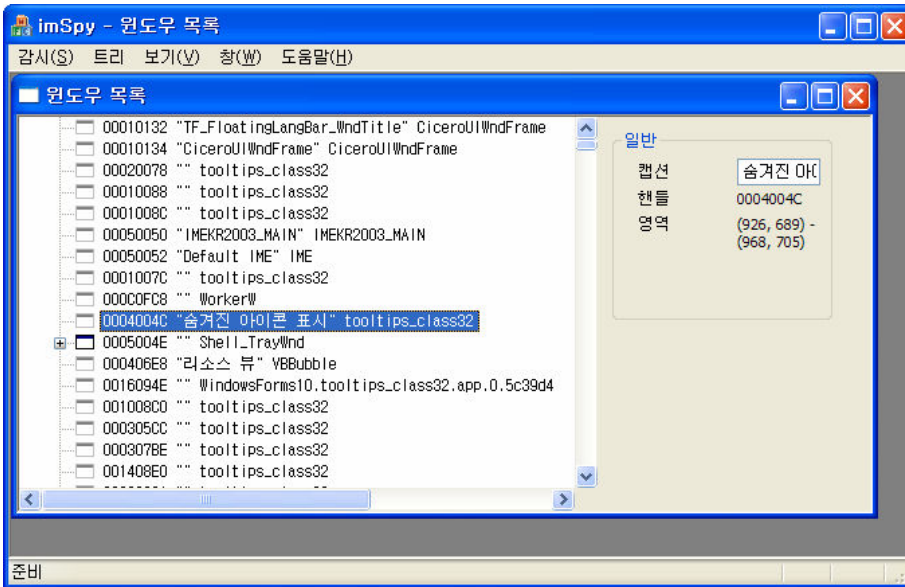 imSpy - 윈도우 목록
감시(S) 트리 보기(V) 창(W) 도움말(H)
윈도우 목록
00010132 "TF_FloatingLangBar_WndTitle" CiceroUIWndFrame
00010134 "CiceroUIWndFrame" CiceroUIWndFrame
00020078 "" tooltips_class32
00010088 "" tooltips_class32
0001008C "" tooltips_class32
00050050 "IMEKR2003_MAIN" IMEKR2003_MAIN
00050052 "Default IME" IME
0001007C "" tooltips_class32
000C0FC8 "" WorkerW
0004004C "숨겨진 아이콘 표시" tooltips_class32
0005004E "" Shell_TrayWnd
000406E8 "리소스 뷰" VBBubble
0016094E "" WindowsForms10.tooltips_class32.app.0.5c39d4
001008C0 "" tooltips_class32
000305CC "" tooltips_class32
000307BE "" tooltips_class32
001408E0 "" tooltips_class32
일반
캡션 숨겨진
핸들 0004004C
영역 (926, 689) -
(968, 705)
준비